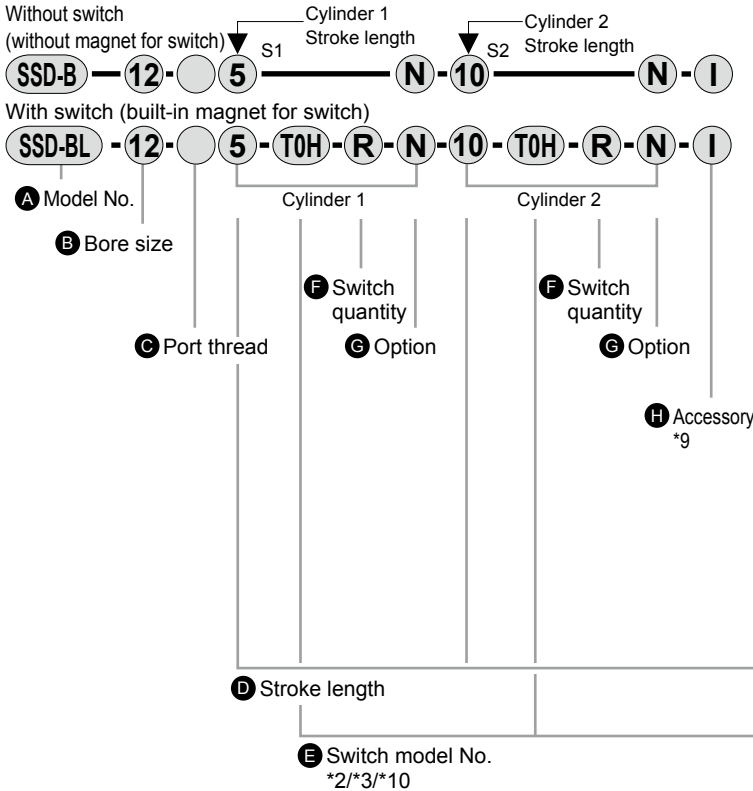 Without switch
(without magnet for switch)
Cylinder 1
Stroke length
S1
Cylinder 2
Stroke length
S2
SSD-B - 12 - 5 N - 10 N - I
With switch (built-in magnet for switch)
SSD-BL - 12 - 5 - T0H - R - N - 10 - T0H - R - N - I
A Model No.
Cylinder 1
Cylinder 2
B Bore size
F Switch
quantity
F Switch
quantity
C Port thread
G Option
G Option
H Accessory
*9
D Stroke length
E Switch model No.
*2/*3/*10